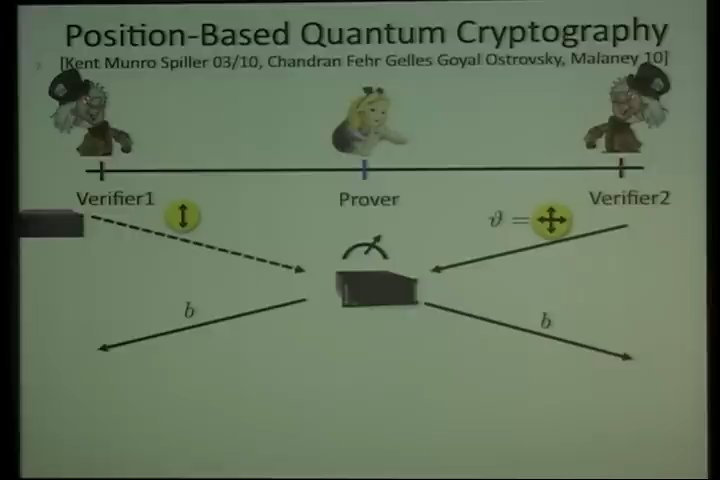 Position-Based Quantum Cryptography
[Kent Munro Spiller 03/10, Chandran Fehr Gelles Goyal Ostrovsky, Malaney 10]
Verifier1 Prover Verifier2
ϑ =
b b